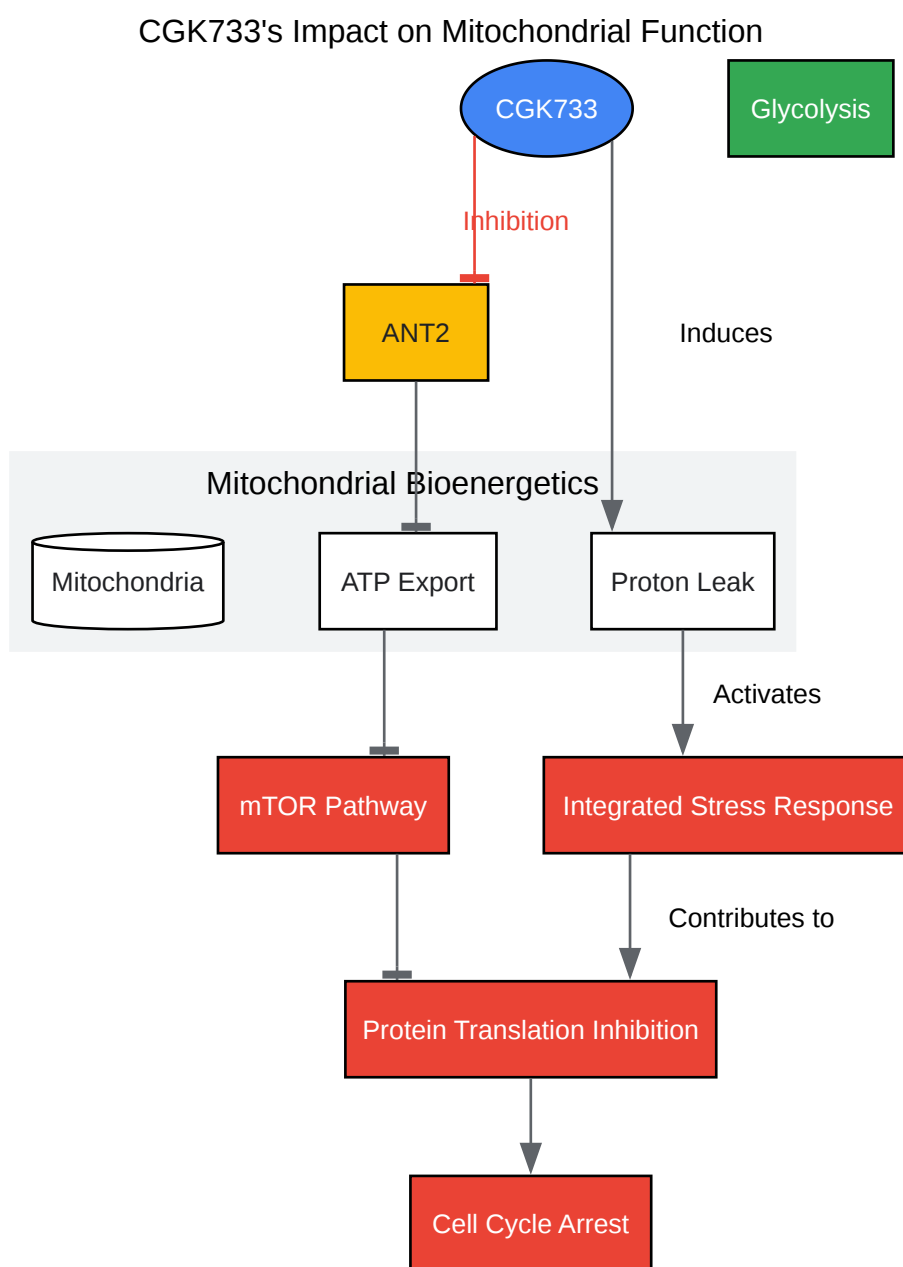 CGK733's Impact on Mitochondrial Function
CGK733
Glycolysis
Inhibition
ANT2
Induces
Mitochondrial Bioenergetics
Mitochondria
ATP Export
Proton Leak
Activates
mTOR Pathway
Integrated Stress Response
Contributes to
Protein Translation Inhibition
Cell Cycle Arrest